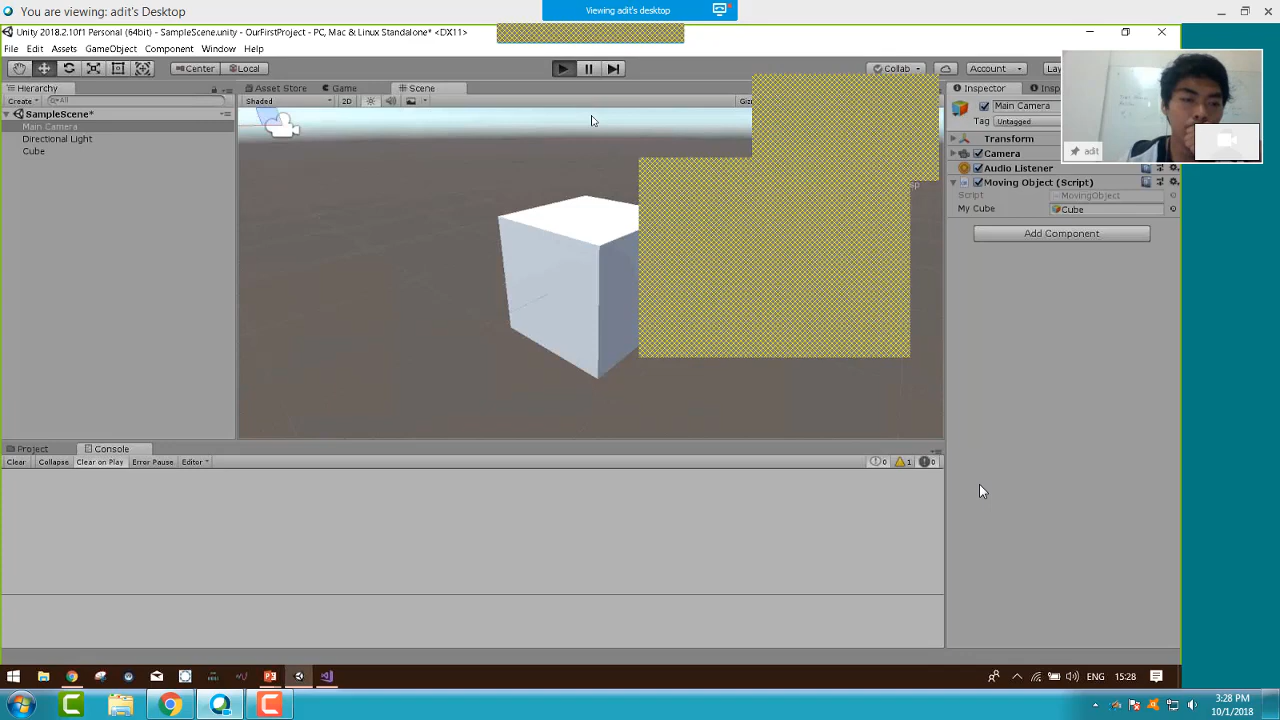 You are viewing: adit's Desktop
Viewing adit's desktop
Unity 2018.2.10f1 Personal (64bit) - SampleScene.unity - OurFirstProject - PC, Mac & Linux Standalone* <DX11>
File Edit Assets GameObject Component Window Help
Center Local Collab Account
Hierarchy Asset Store Game Scene Inspector
Create All Shaded 2D Main Camera
SampleScene* Tag Untagged
Main Camera
Directional Light Transform
Cube Camera
adit
Audio Listener
Moving Object (Script)
Script MovingObject
My Cube Cube
Add Component
Project Console
Clear Collapse Clear on Play Error Pause Editor 0 1 0
ENG 15:28
3:28 PM
10/1/2018